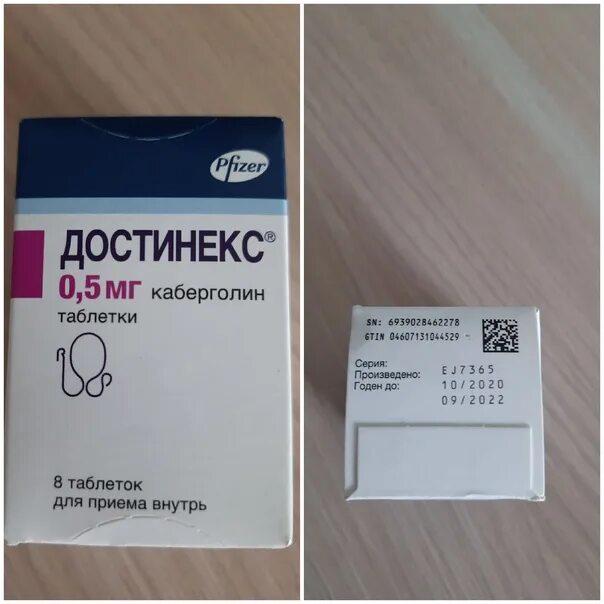 Pfizer
ДОСТИНЕКС®
0,5 мг каберголин
таблетки
8 таблеток
для приема внутрь
SN: 6939028462278
GTIN 04607131044529
Серия: EJ7365
Произведено: 10/2020
Годен до: 09/2022